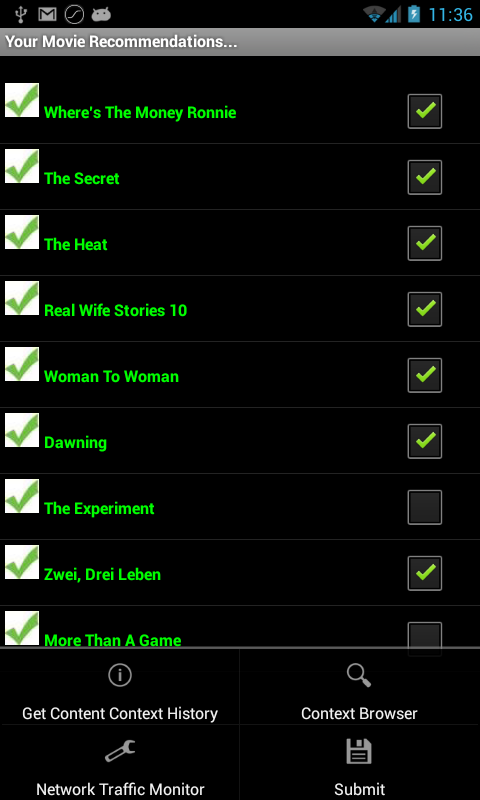 11:36
Your Movie Recommendations...
Where's The Money Ronnie
The Secret
The Heat
Real Wife Stories 10
Woman To Woman
Dawning
The Experiment
Zwei, Drei Leben
More Than A Game
Get Content Context History
Context Browser
Network Traffic Monitor
Submit